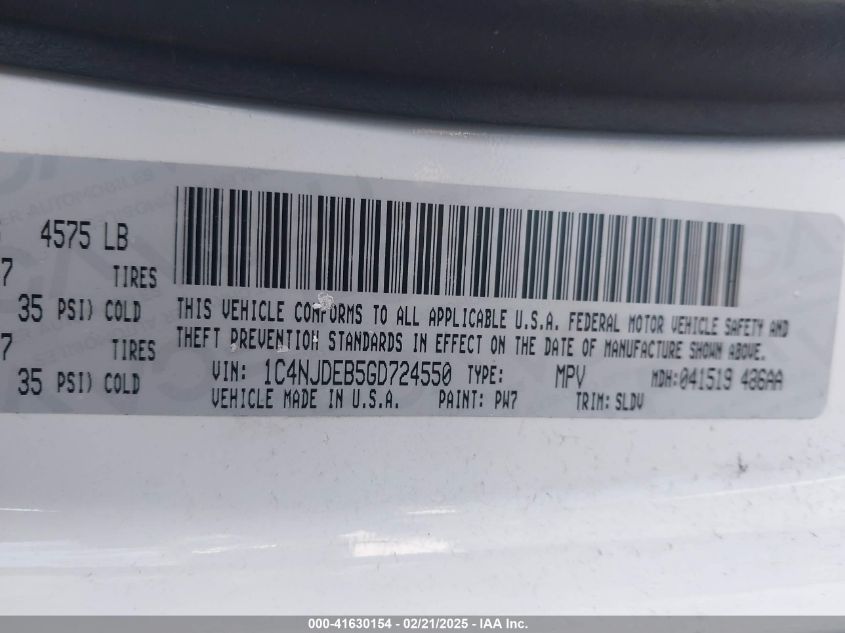 4575 LB
7 TIRES
35 PSI) COLD
7 TIRES
35 PSI) COLD
THIS VEHICLE CONFORMS TO ALL APPLICABLE U.S.A. FEDERAL MOTOR VEHICLE SAFETY AND
THEFT PREVENTION STANDARDS IN EFFECT ON THE DATE OF MANUFACTURE SHOWN ABOVE.
VIN: 1C4NJDEB5GD724550 TYPE: MPV MDH:041519 486AA
VEHICLE MADE IN U.S.A. PAINT: PW7 TRIM: SLDV
000-41630154 - 02/21/2025 - IAA Inc.